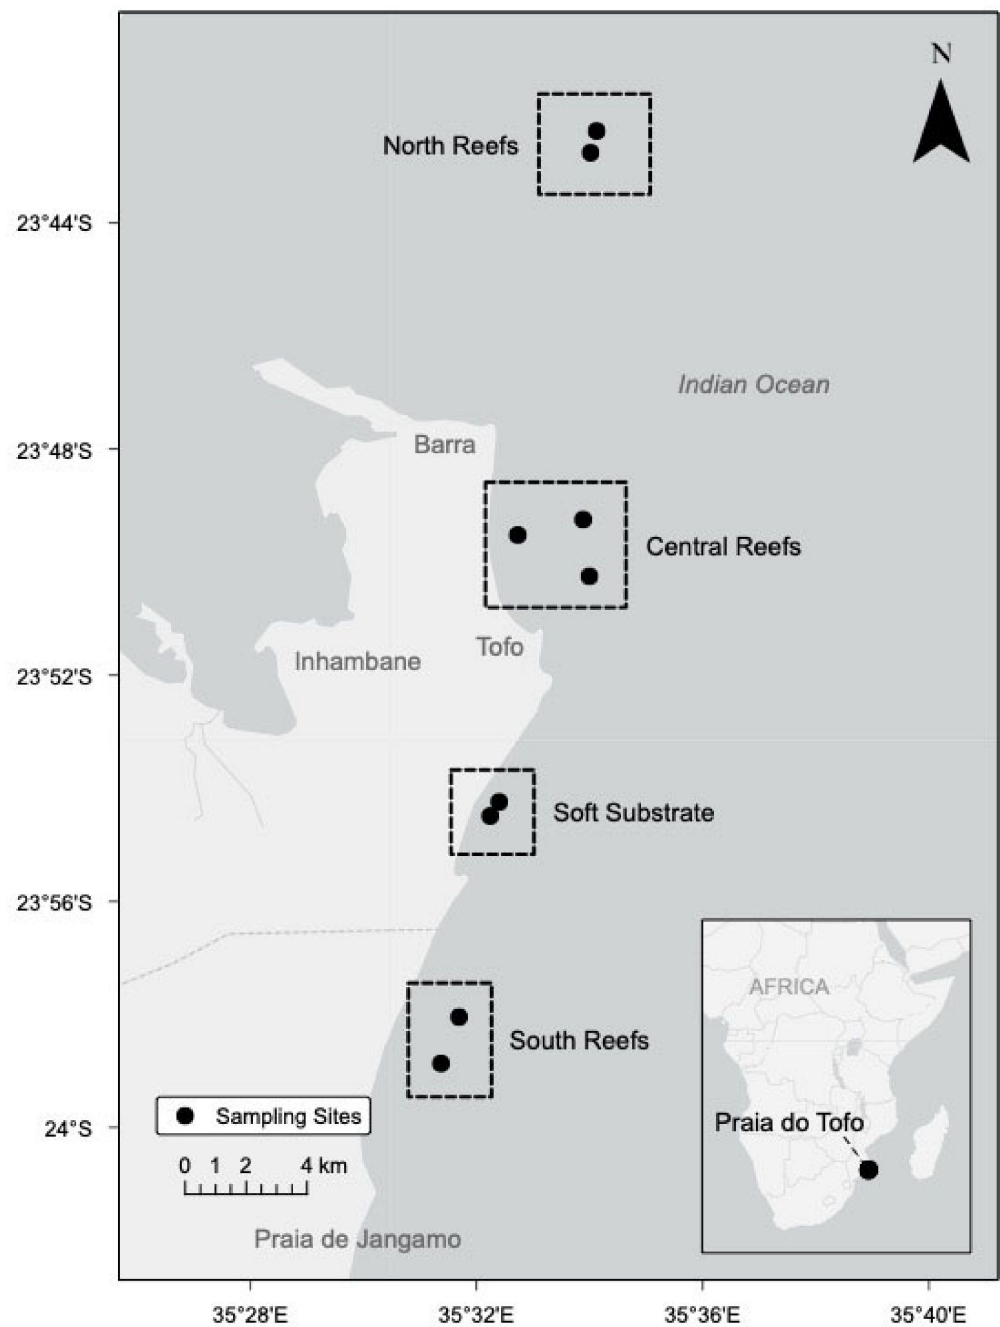 N
North Reefs
23°44'S
Indian Ocean
Barra
23°48'S
Central Reefs
Tofo
Inhambane
23°52'S
Soft Substrate
23°56'S
AFRICA
South Reefs
Sampling Sites
Praia do Tofo
24°S
0 1 2 4 km
Praia de Jangamo
35°28'E 35°32'E 35°36'E 35°40'E